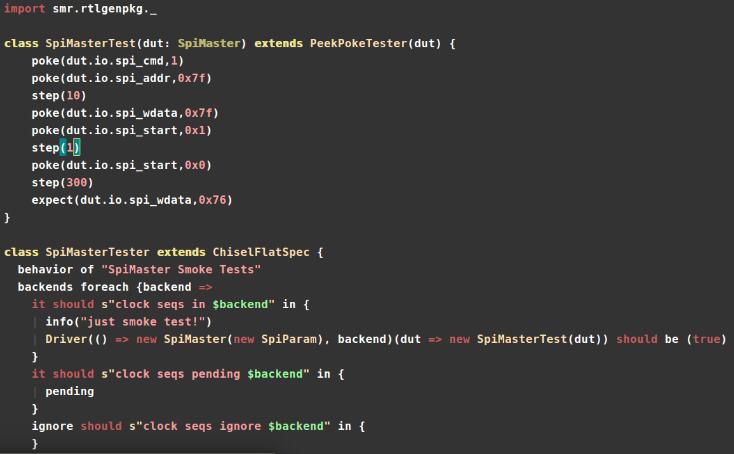 import smr.rtlgenpkg._
class SpiMasterTest(dut: SpiMaster) extends PeekPokeTester(dut) {
poke(dut.io.spi_cmd,1)
poke(dut.io.spi_addr,0x7f)
step(10)
poke(dut.io.spi_wdata,0x7f)
poke(dut.io.spi_start,0x1)
step(1)
poke(dut.io.spi_start,0x0)
step(300)
expect(dut.io.spi_wdata,0x76)
}
class SpiMasterTester extends ChiselFlatSpec {
behavior of "SpiMaster Smoke Tests"
backends foreach {backend =>
it should s"clock seqs in $backend" in {
info("just smoke test!")
Driver(() => new SpiMaster(new SpiParam), backend)(dut => new SpiMasterTest(dut)) should be (true)
}
it should s"clock seqs pending $backend" in {
pending
}
ignore should s"clock seqs ignore $backend" in {
}